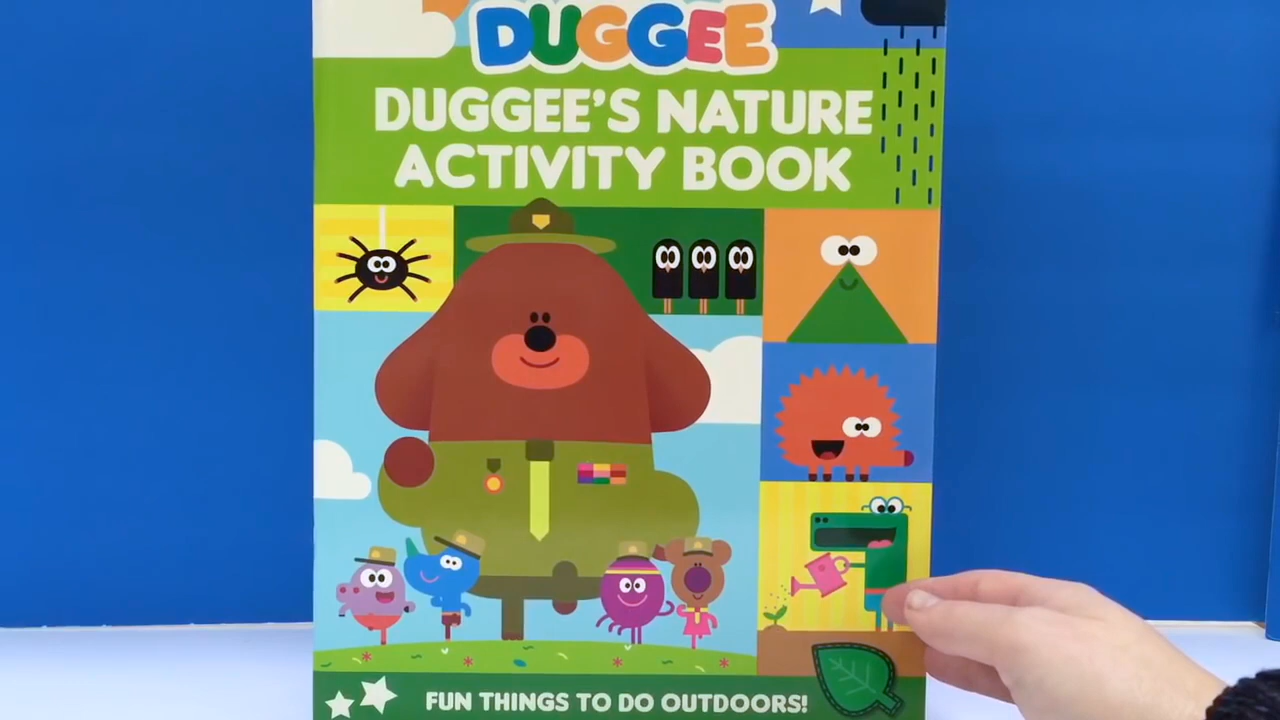 DUGGEE
DUGGEE'S NATURE
ACTIVITY BOOK
FUN THINGS TO DO OUTDOORS!